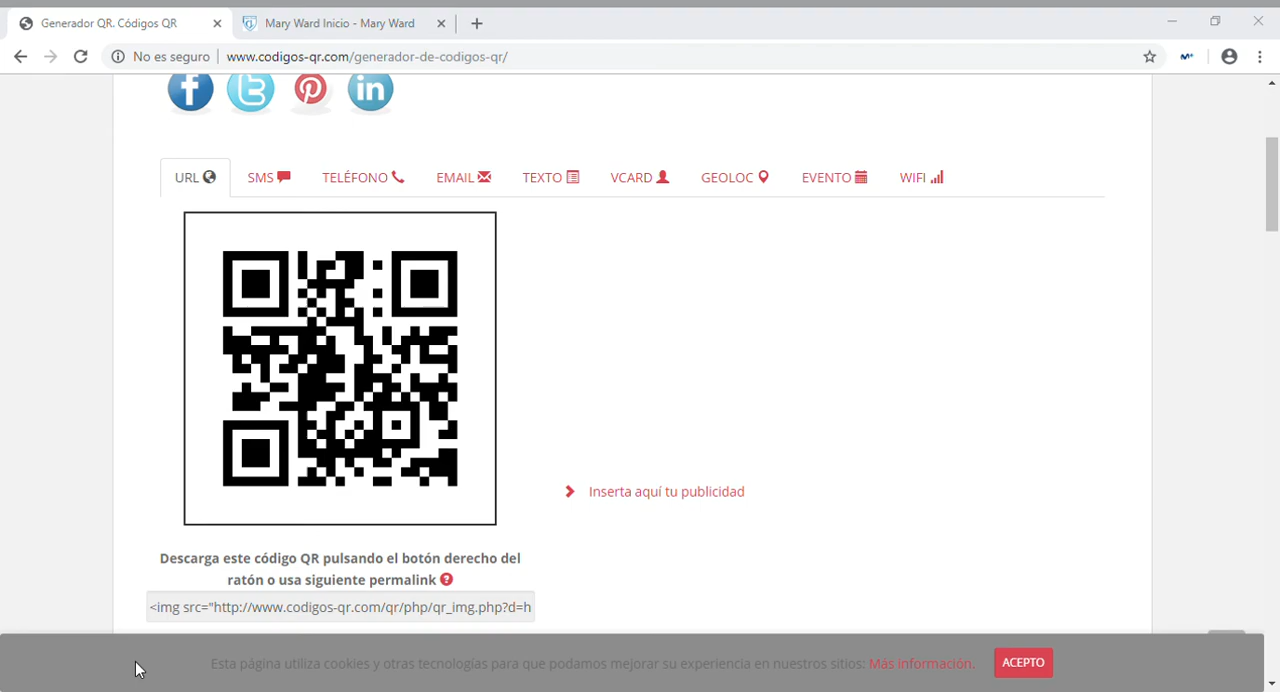 Generador QR. Códigos QR
Mary Ward Inicio - Mary Ward
No es seguro
www.codigos-qr.com/generador-de-codigos-qr/
URL
SMS
TELÉFONO
EMAIL
TEXTO
VCARD
GEOLOC
EVENTO
WIFI
Inserta aquí tu publicidad
Descarga este código QR pulsando el botón derecho del
ratón o usa siguiente permalink
<img src="http://www.codigos-qr.com/qr/php/qr_img.php?d=h
Esta página utiliza cookies y otras tecnologías para que podamos mejorar su experiencia en nuestros sitios: Más información.
ACEPTO